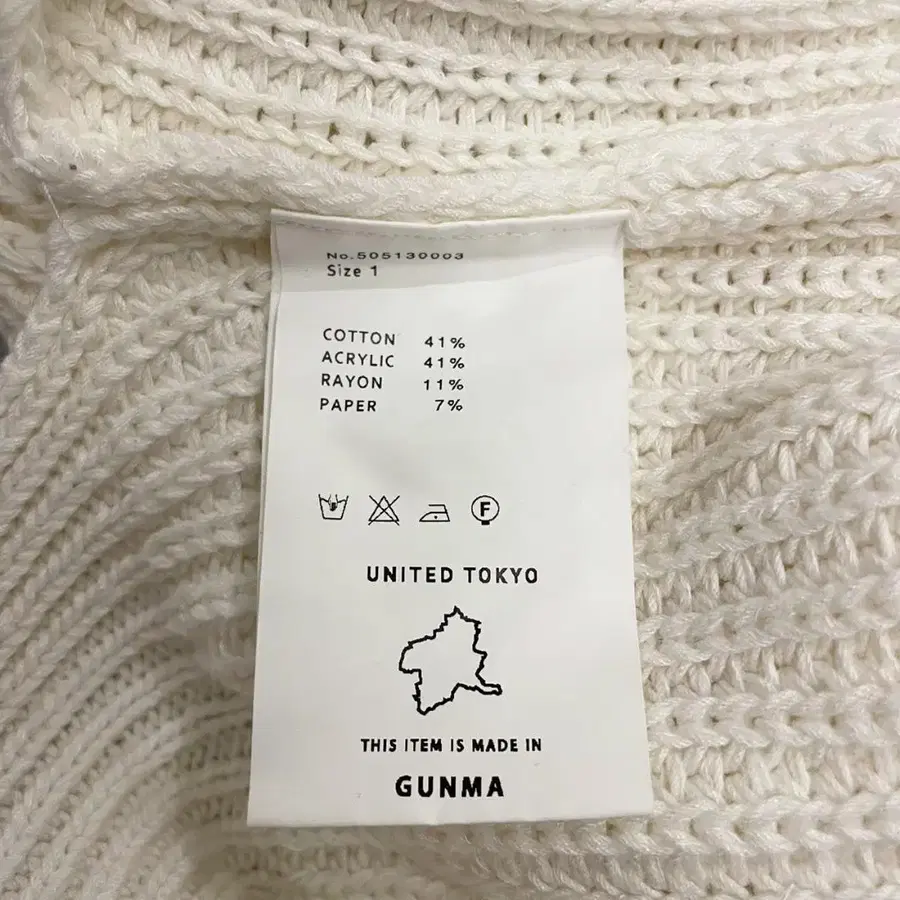 No.505130003
Size 1
COTTON 41%
ACRYLIC 41%
RAYON 11%
PAPER 7%
F
UNITED TOKYO
THIS ITEM IS MADE IN
GUNMA